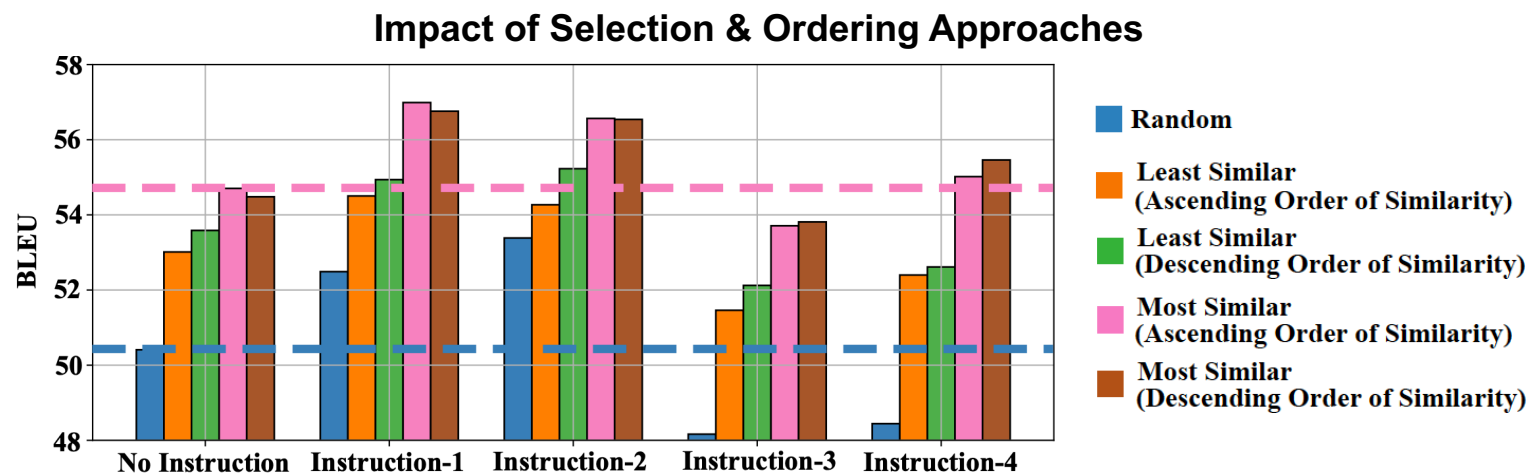 Impact of Selection & Ordering Approaches
58
56
54
52
50
48
BLEU
No Instruction
Instruction-1
Instruction-2
Instruction-3
Instruction-4
Random
Least Similar
(Ascending Order of Similarity)
Least Similar
(Descending Order of Similarity)
Most Similar
(Ascending Order of Similarity)
Most Similar
(Descending Order of Similarity)